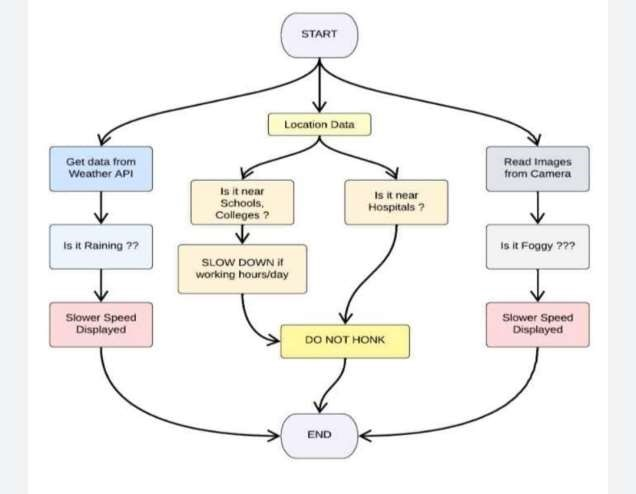 START
Location Data
Get data from
Weather API
Read Images
from Camera
Is it near
Schools,
Colleges ?
Is it near
Hospitals ?
Is it Raining ??
Is it Foggy ???
SLOW DOWN if
working hours/day
Slower Speed
Displayed
Slower Speed
Displayed
DO NOT HONK
END